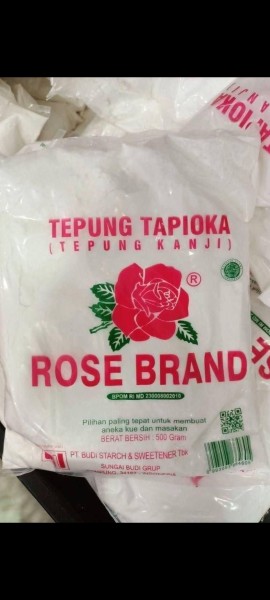 TEPUNG TAPIOKA
(TEPUNG KANJI)
®
ROSE BRAND
Pilihan paling tepat untuk membuat
aneka kue dan masakan
BERAT BERSIH : 500 Gram
PT. BUDI STARCH & SWEETENER Tbk
SUNGAI BUDI GRUP